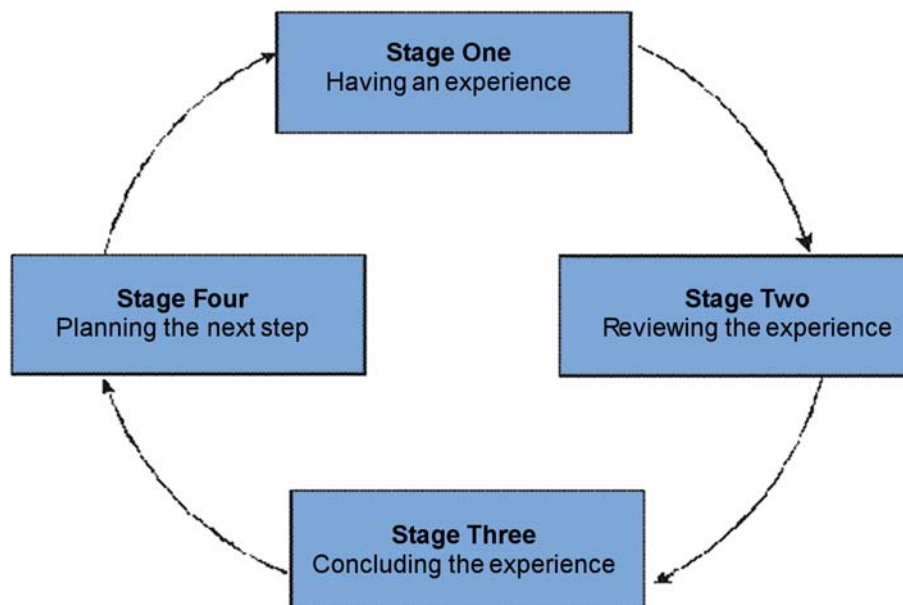 Stage One
Having an experience
Stage Four
Planning the next step
Stage Two
Reviewing the experience
Stage Three
Concluding the experience